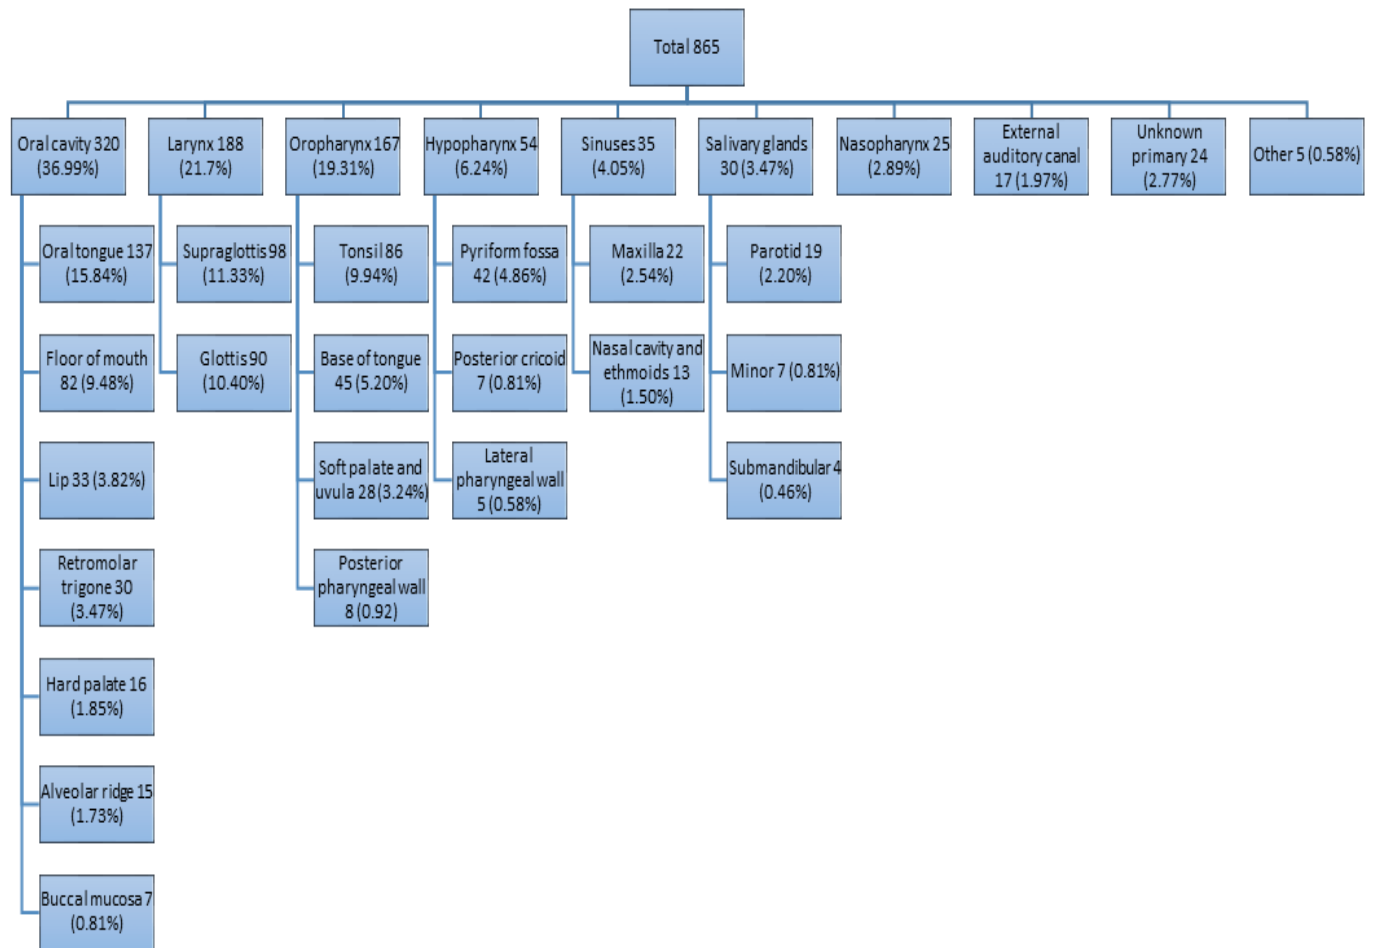 Total 865
Oral cavity 320
(36.99%)
Larynx 188
(21.7%)
Oropharynx 167
(19.31%)
Hypopharynx 54
(6.24%)
Sinuses 35
(4.05%)
Salivary glands
30 (3.47%)
Nasopharynx 25
(2.89%)
External
auditory canal
17 (1.97%)
Unknown
primary 24
(2.77%)
Other 5 (0.58%)
Oral tongue 137
(15.84%)
Floor of mouth
82 (9.48%)
Lip 33 (3.82%)
Retromolar
trigone 30
(3.47%)
Hard palate 16
(1.85%)
Alveolar ridge 15
(1.73%)
Buccal mucosa 7
(0.81%)
Supraglottis 98
(11.33%)
Glottis 90
(10.40%)
Tonsil 86
(9.94%)
Base of tongue
45 (5.20%)
Soft palate and
uvula 28 (3.24%)
Posterior
pharyngeal wall
8 (0.92)
Pyriform fossa
42 (4.86%)
Posterior cricoid
7 (0.81%)
Lateral
pharyngeal wall
5 (0.58%)
Maxilla 22
(2.54%)
Nasal cavity and
ethmoids 13
(1.50%)
Parotid 19
(2.20%)
Minor 7 (0.81%)
Submandibular 4
(0.46%)